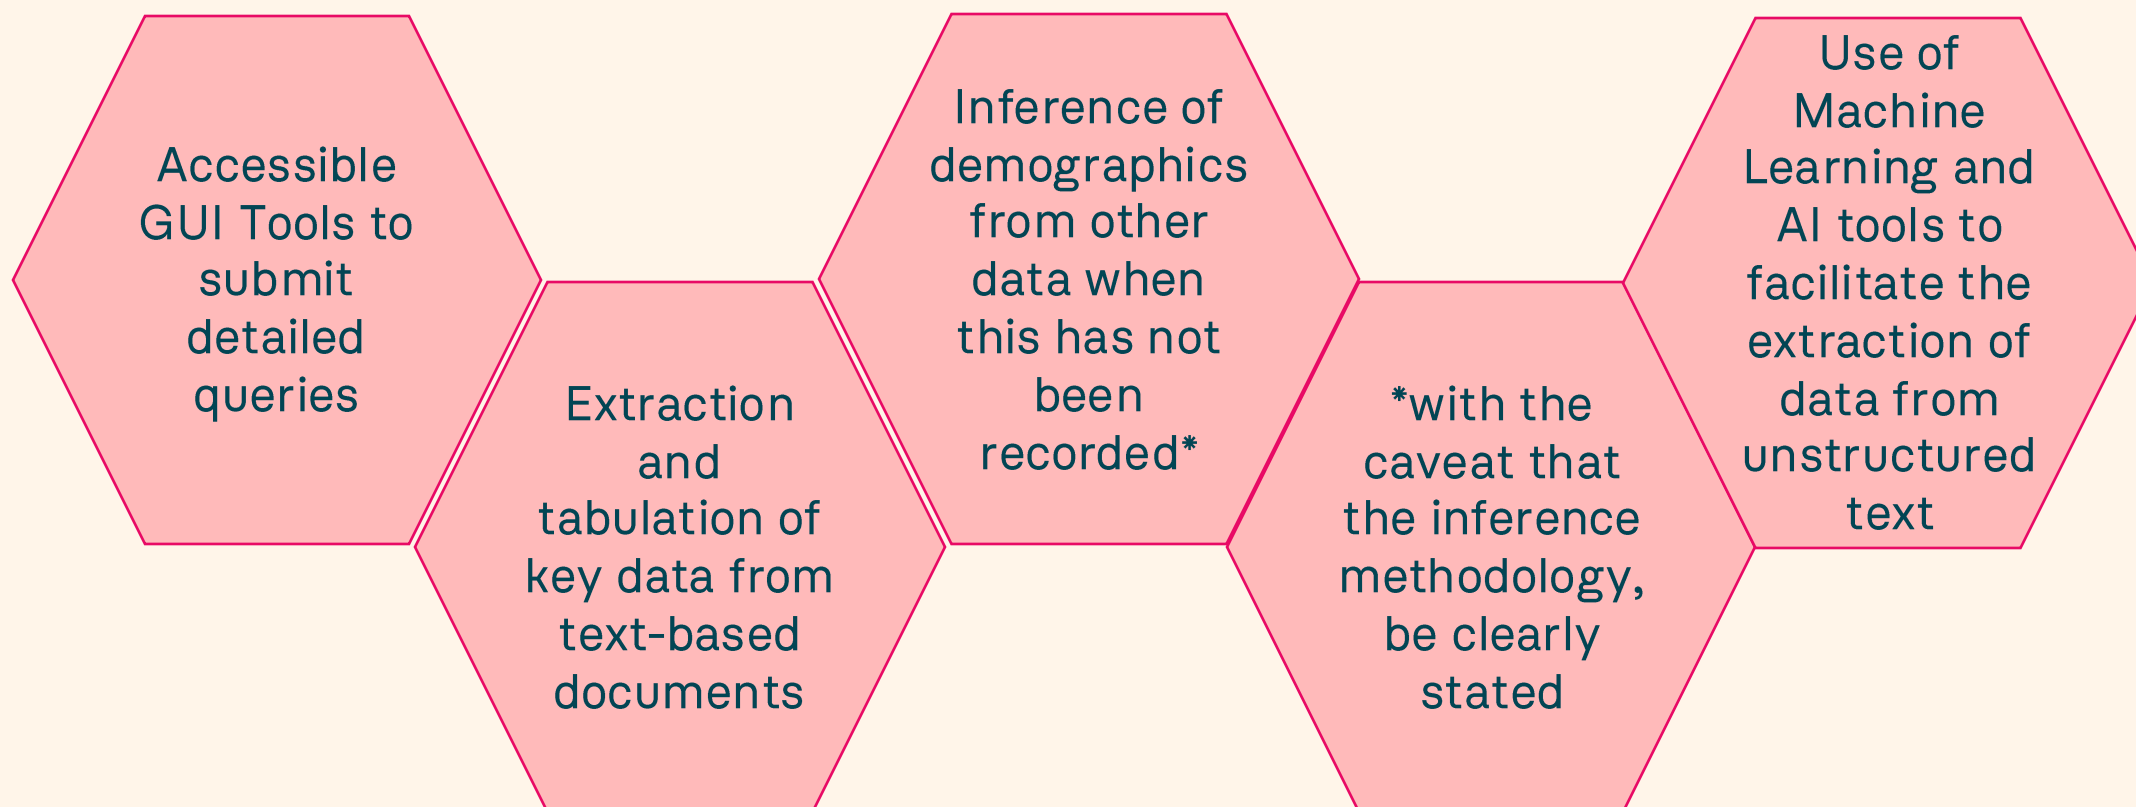 Accessible
GUI Tools to
submit
detailed
queries
Extraction
and
tabulation of
key data from
text-based
documents
Inference of
demographics
from other
data when
this has not
been
recorded*
*with the
caveat that
the inference
methodology,
be clearly
stated
Use of
Machine
Learning and
AI tools to
facilitate the
extraction of
data from
unstructured
text